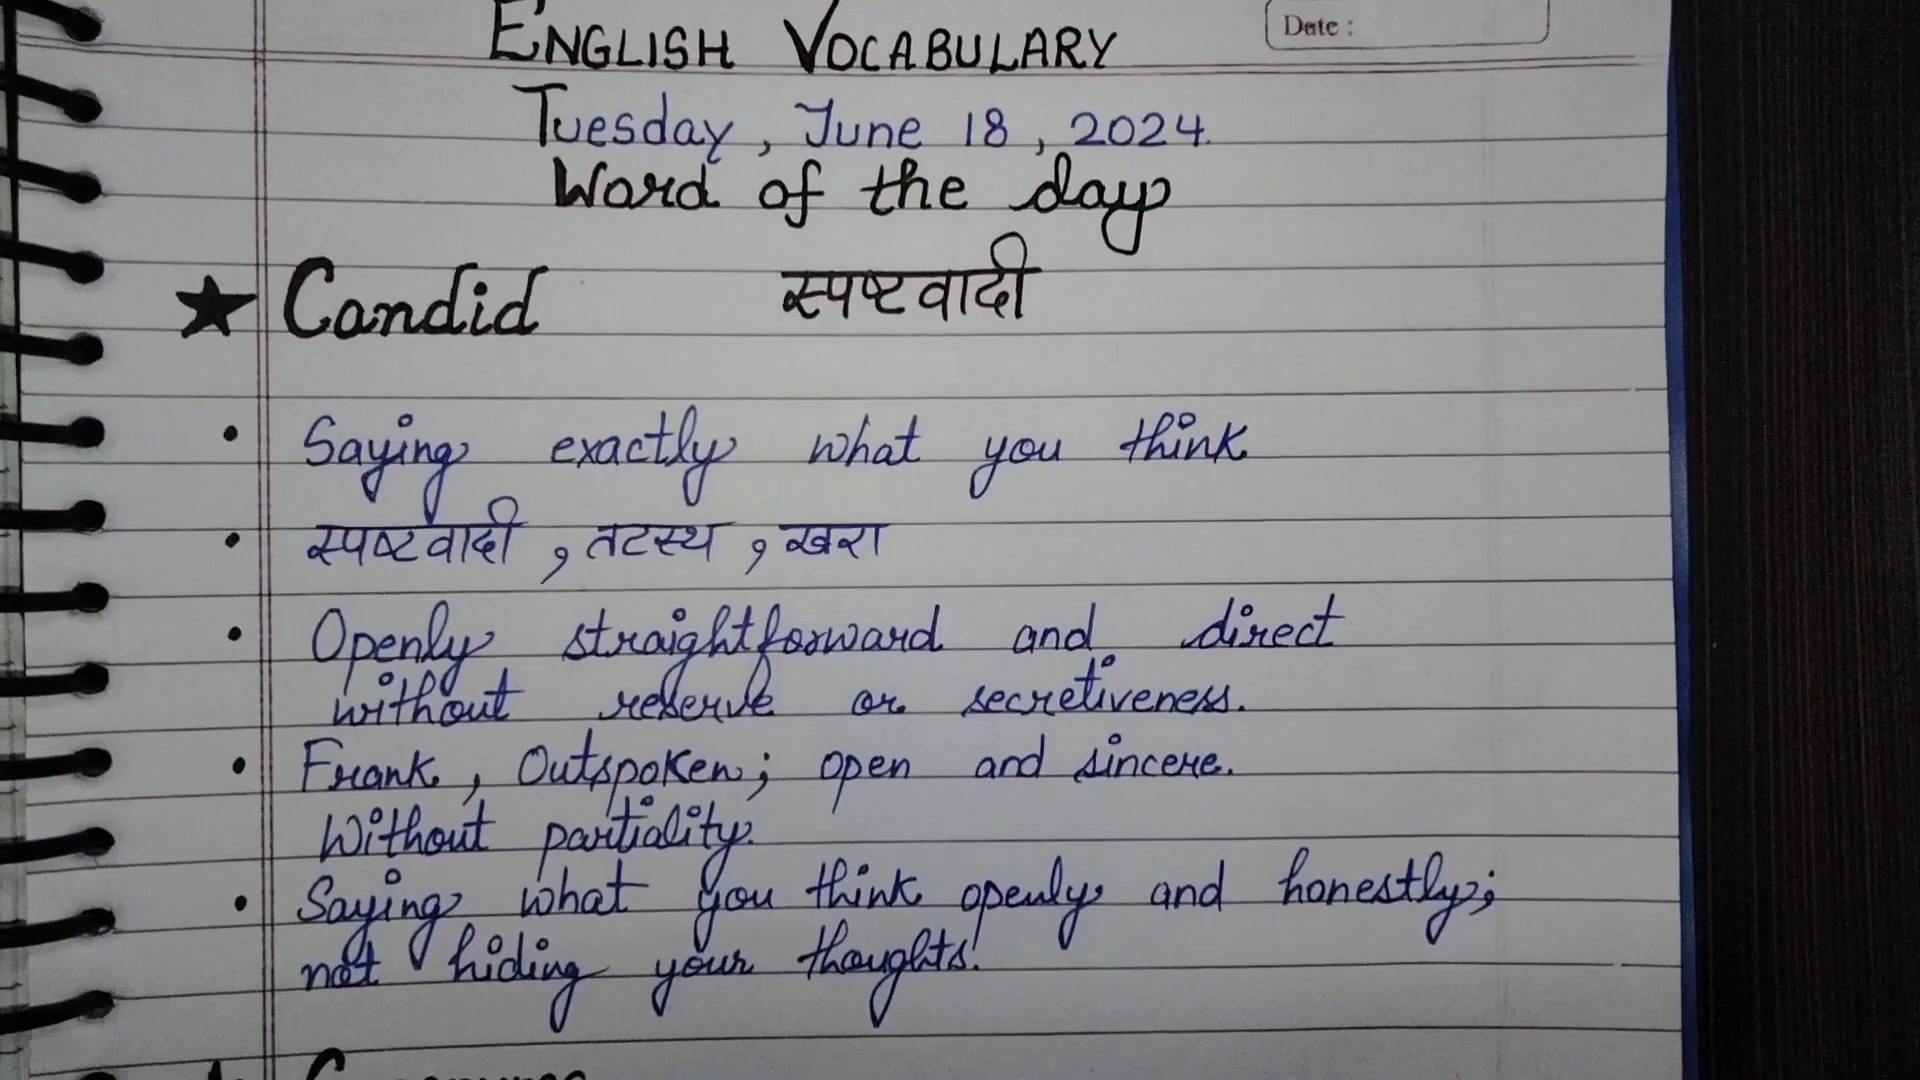 ENGLISH VOCABULARY
Date :
Tuesday, June 18, 2024.
Word of the day
★ Candid स्पष्टवादी
• Saying exactly what you think
• स्पष्टवादी, तटस्थ, खरा
• Openly straightforward and direct
without reserve or secretiveness.
• Frank, Outspoken; open and sincere.
Without partiality.
• Saying what you think openly and honestly;
not hiding your thoughts.